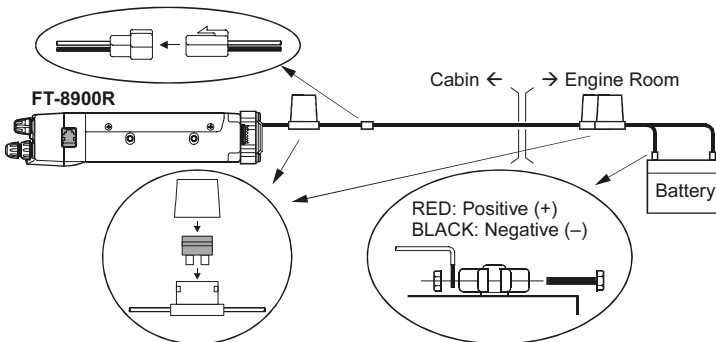 Cabin ← → Engine Room
FT-8900R
Battery
RED: Positive (+)
BLACK: Negative (–)